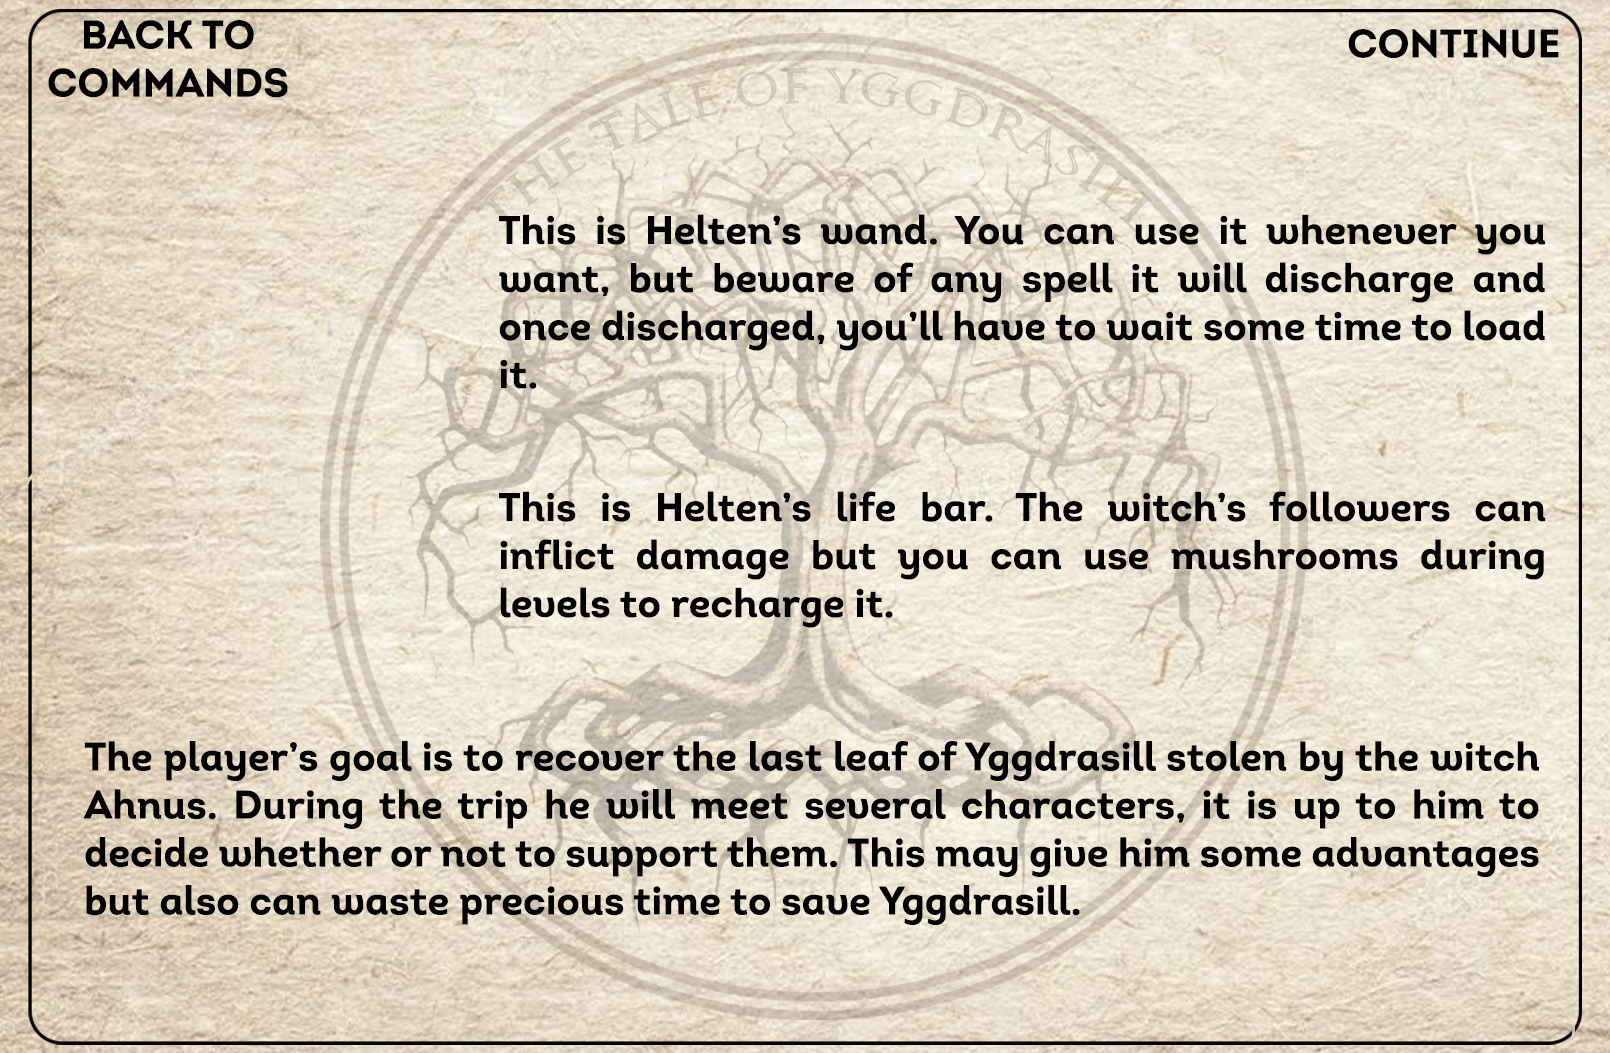 BACK TO
COMMANDS
CONTINUE
THE TALE OF YGGDRASILL
This is Helten's wand. You can use it whenever you
want, but beware of any spell it will discharge and
once discharged, you'll have to wait some time to load
it.
This is Helten's life bar. The witch's followers can
inflict damage but you can use mushrooms during
levels to recharge it.
The player's goal is to recover the last leaf of Yggdrasill stolen by the witch
Ahnus. During the trip he will meet several characters, it is up to him to
decide whether or not to support them. This may give him some advantages
but also can waste precious time to save Yggdrasill.